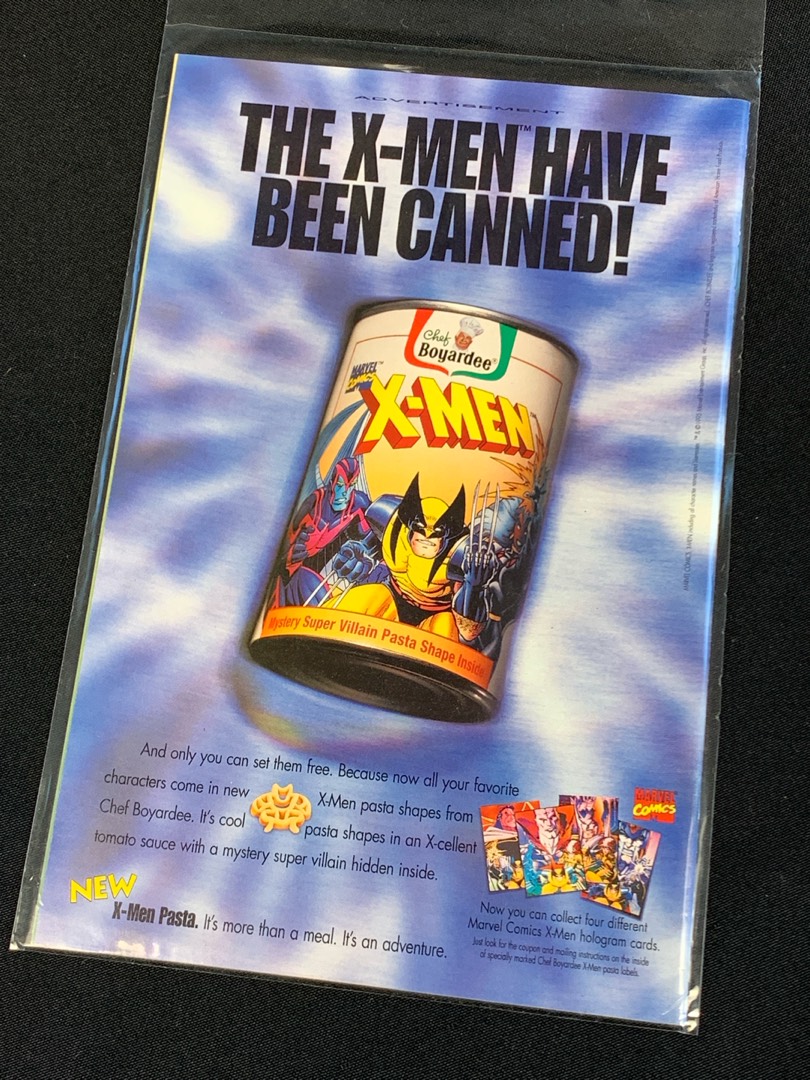 ADVERTISEMENT
THE X-MEN™ HAVE
BEEN CANNED!
Chef
Boyardee®
MARVEL™
COMICS
X-MEN
Mystery Super Villain Pasta Shape Inside
And only you can set them free. Because now all your favorite
characters come in new X-Men pasta shapes from
Chef Boyardee. It's cool pasta shapes in an X-cellent
tomato sauce with a mystery super villain hidden inside.
NEW
X-Men Pasta. It's more than a meal. It's an adventure.
MARVEL
COMICS
Now you can collect four different
Marvel Comics X-Men hologram cards.
Just look for the coupon and mailing instructions on the inside
of specially marked Chef Boyardee X-Men pasta labels.